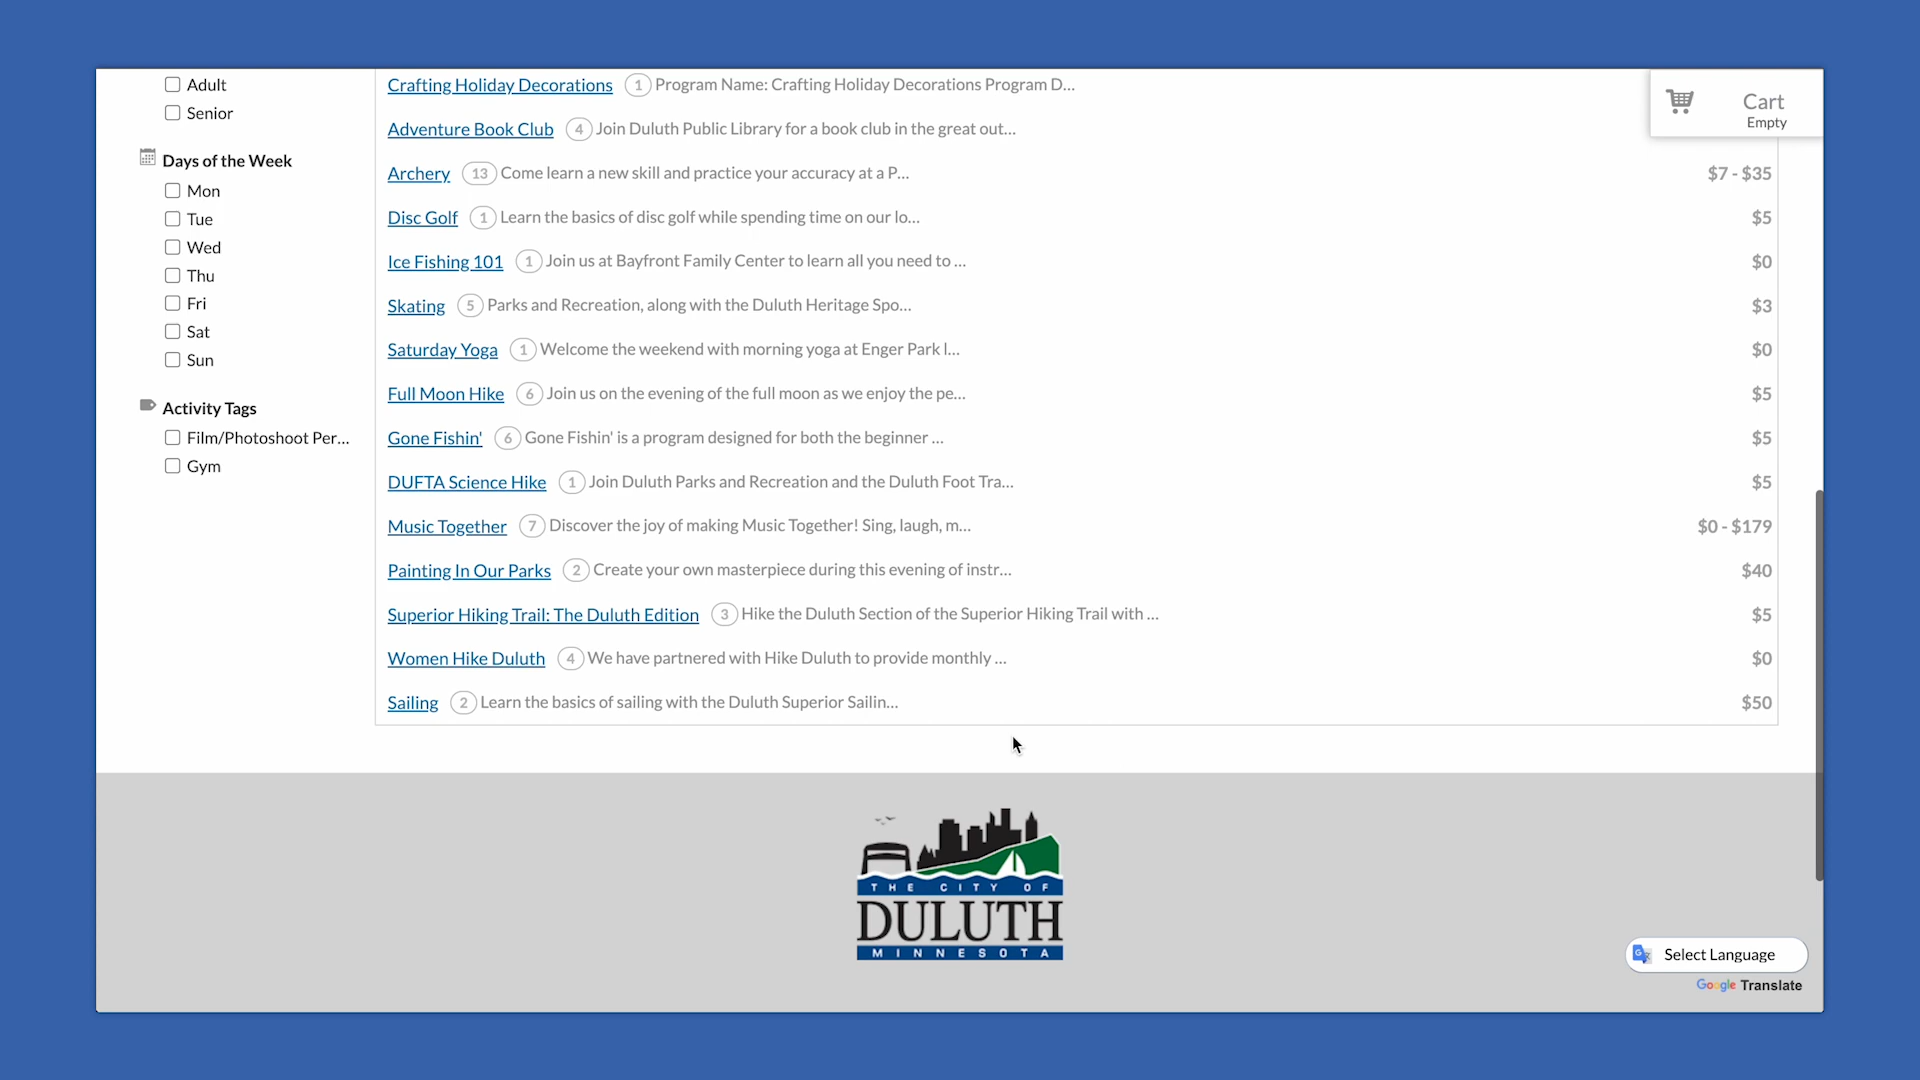 Adult
Senior
Days of the Week
Mon
Tue
Wed
Thu
Fri
Sat
Sun
Activity Tags
Film/Photoshoot Per...
Gym
Crafting Holiday Decorations 1 Program Name: Crafting Holiday Decorations Program D...
Adventure Book Club 4 Join Duluth Public Library for a book club in the great out...
Archery 13 Come learn a new skill and practice your accuracy at a P... $7 - $35
Disc Golf 1 Learn the basics of disc golf while spending time on our lo... $5
Ice Fishing 101 1 Join us at Bayfront Family Center to learn all you need to ... $0
Skating 5 Parks and Recreation, along with the Duluth Heritage Spo... $3
Saturday Yoga 1 Welcome the weekend with morning yoga at Enger Park l... $0
Full Moon Hike 6 Join us on the evening of the full moon as we enjoy the pe... $5
Gone Fishin' 6 Gone Fishin' is a program designed for both the beginner ... $5
DUFTA Science Hike 1 Join Duluth Parks and Recreation and the Duluth Foot Tra... $5
Music Together 7 Discover the joy of making Music Together! Sing, laugh, m... $0 - $179
Painting In Our Parks 2 Create your own masterpiece during this evening of instr... $40
Superior Hiking Trail: The Duluth Edition 3 Hike the Duluth Section of the Superior Hiking Trail with ... $5
Women Hike Duluth 4 We have partnered with Hike Duluth to provide monthly ... $0
Sailing 2 Learn the basics of sailing with the Duluth Superior Sailin... $50
Cart
Empty
THE CITY OF
DULUTH
MINNESOTA
Select Language
Google Translate